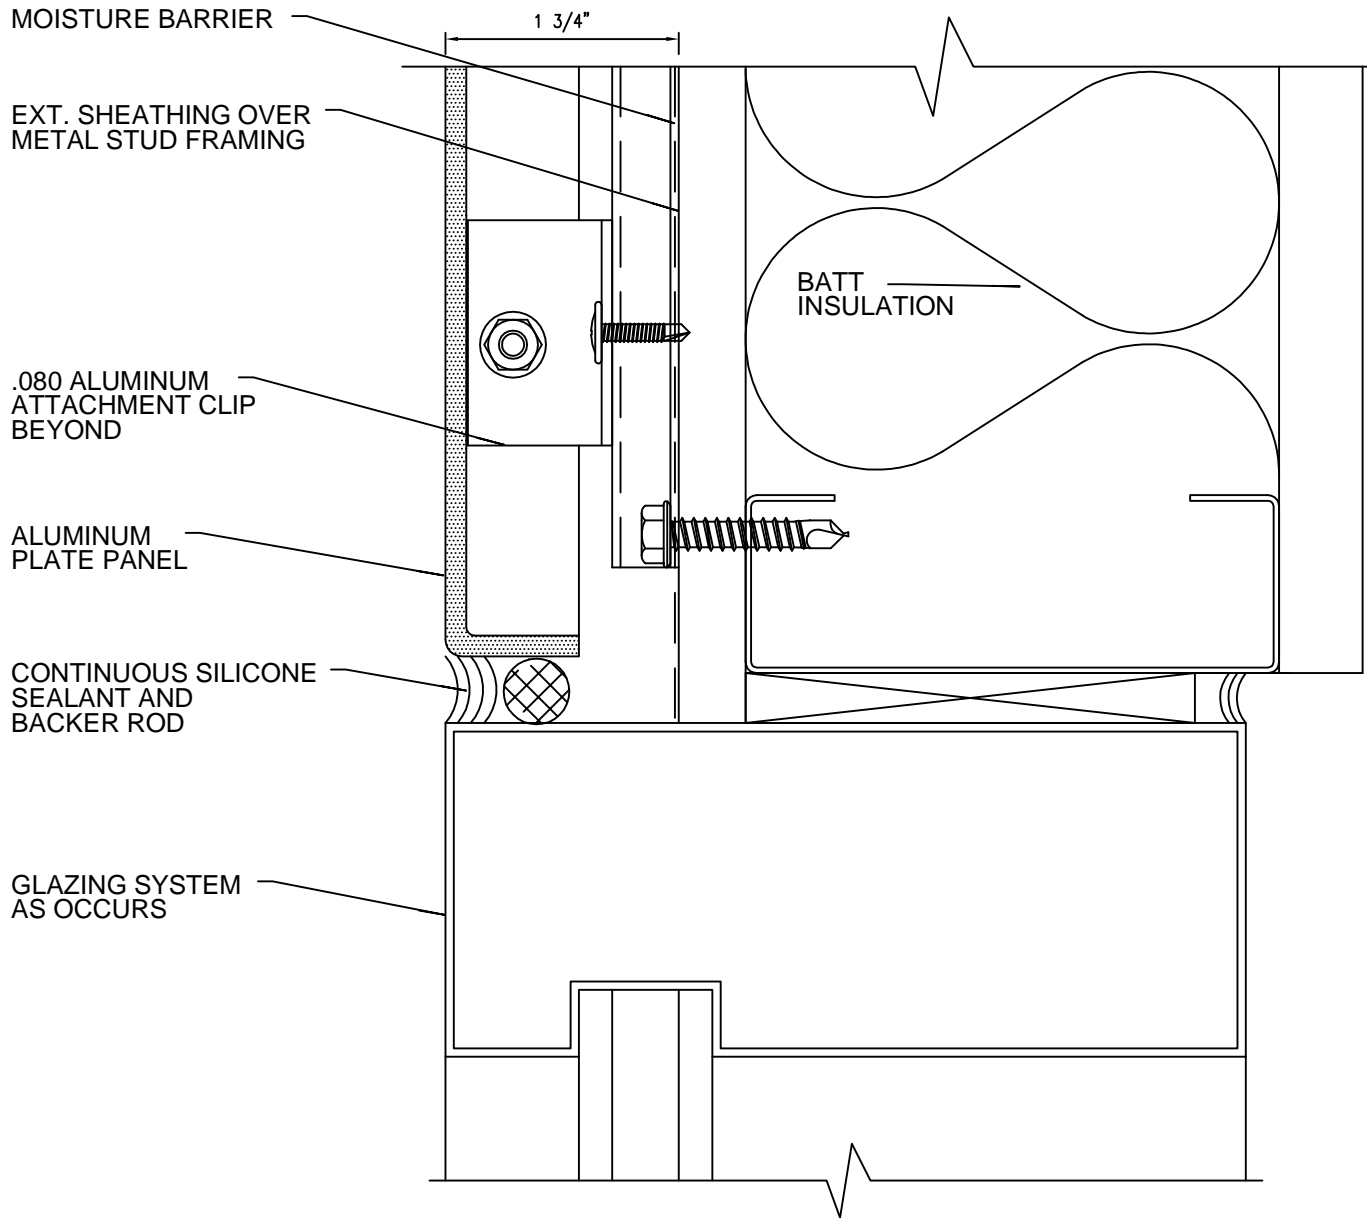 MOISTURE BARRIER
1 3/4"
EXT. SHEATHING OVER
METAL STUD FRAMING
BATT
INSULATION
.080 ALUMINUM
ATTACHMENT CLIP
BEYOND
ALUMINUM
PLATE PANEL
CONTINUOUS SILICONE
SEALANT AND
BACKER ROD
GLAZING SYSTEM
AS OCCURS